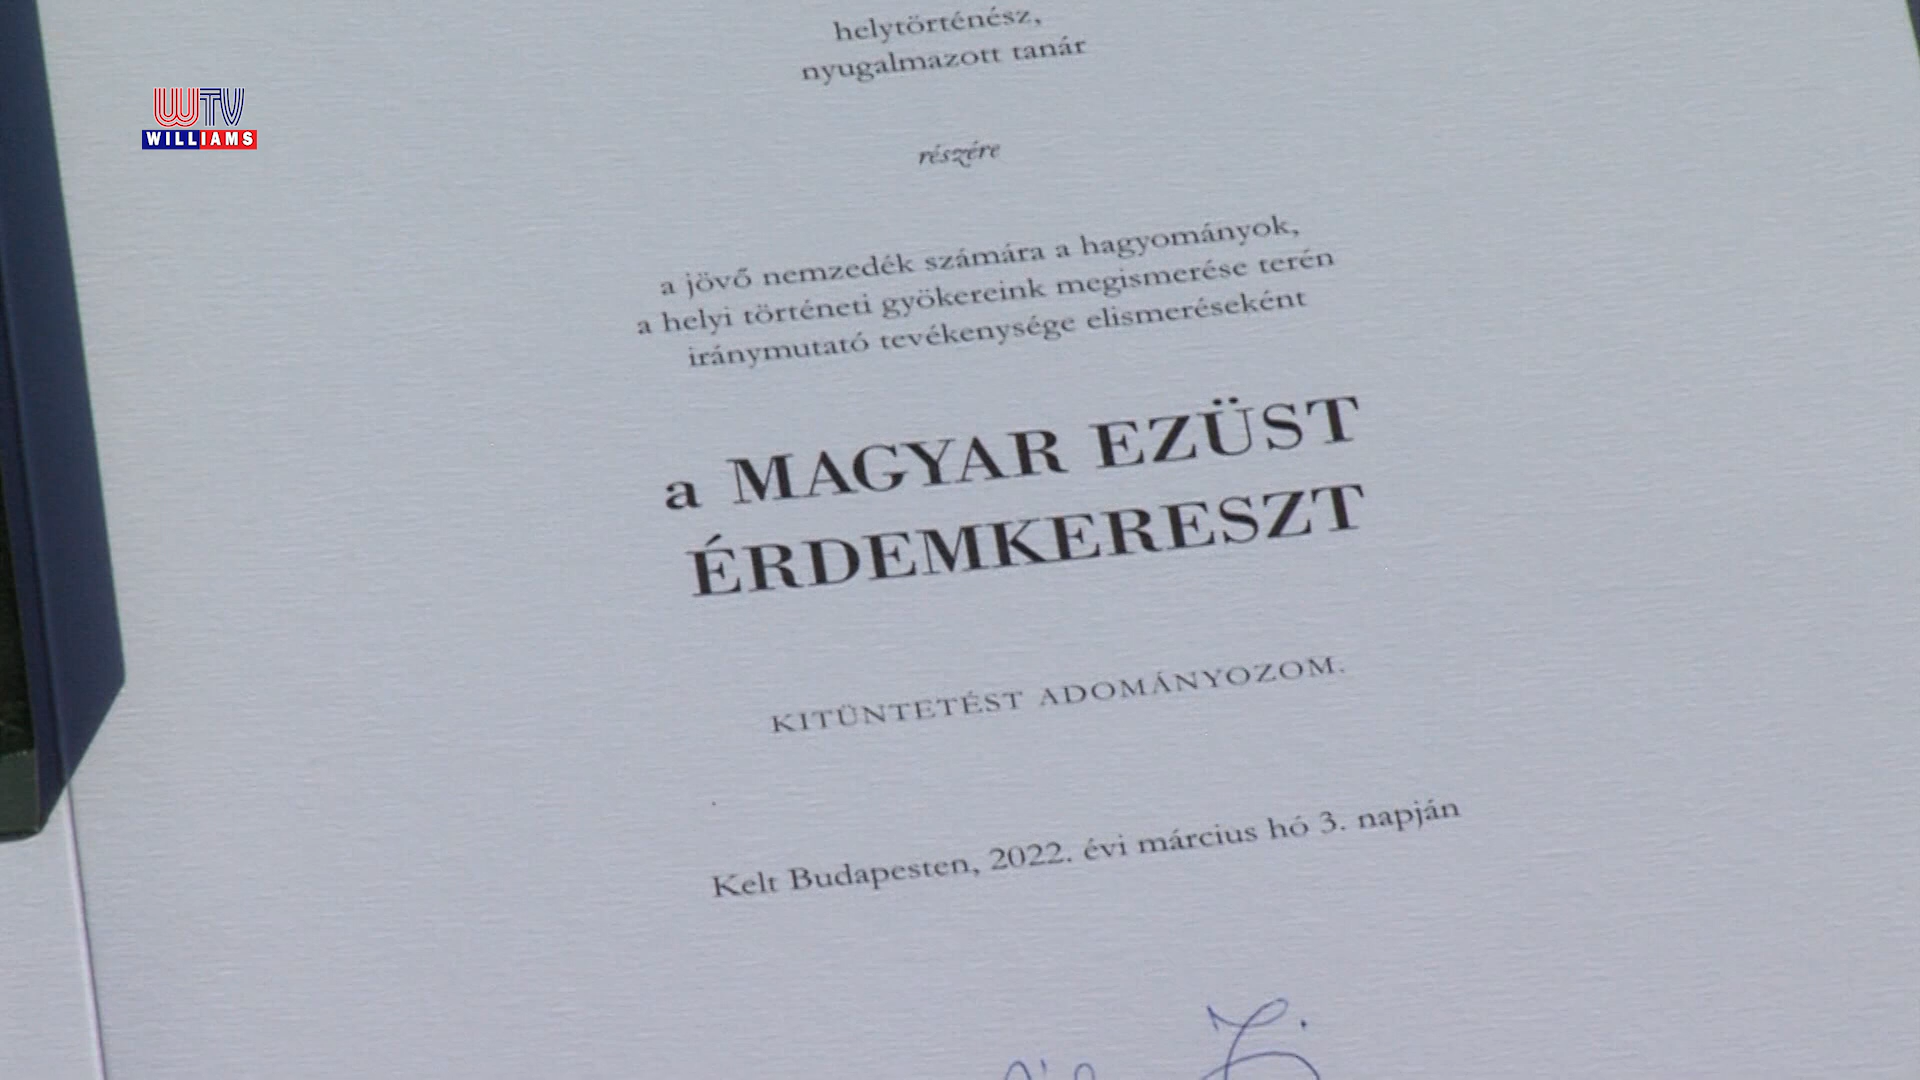 helytörténész,
nyugalmazott tanár
WTV
WILLIAMS
részére
a jövő nemzedék számára a hagyományok,
a helyi történeti gyökereink megismerése terén
iránymutató tevékenysége elismeréseként
a MAGYAR EZÜST
ÉRDEMKERESZT
KITÜNTETÉST ADOMÁNYOZOM.
Kelt Budapesten, 2022. évi március hó 3. napján